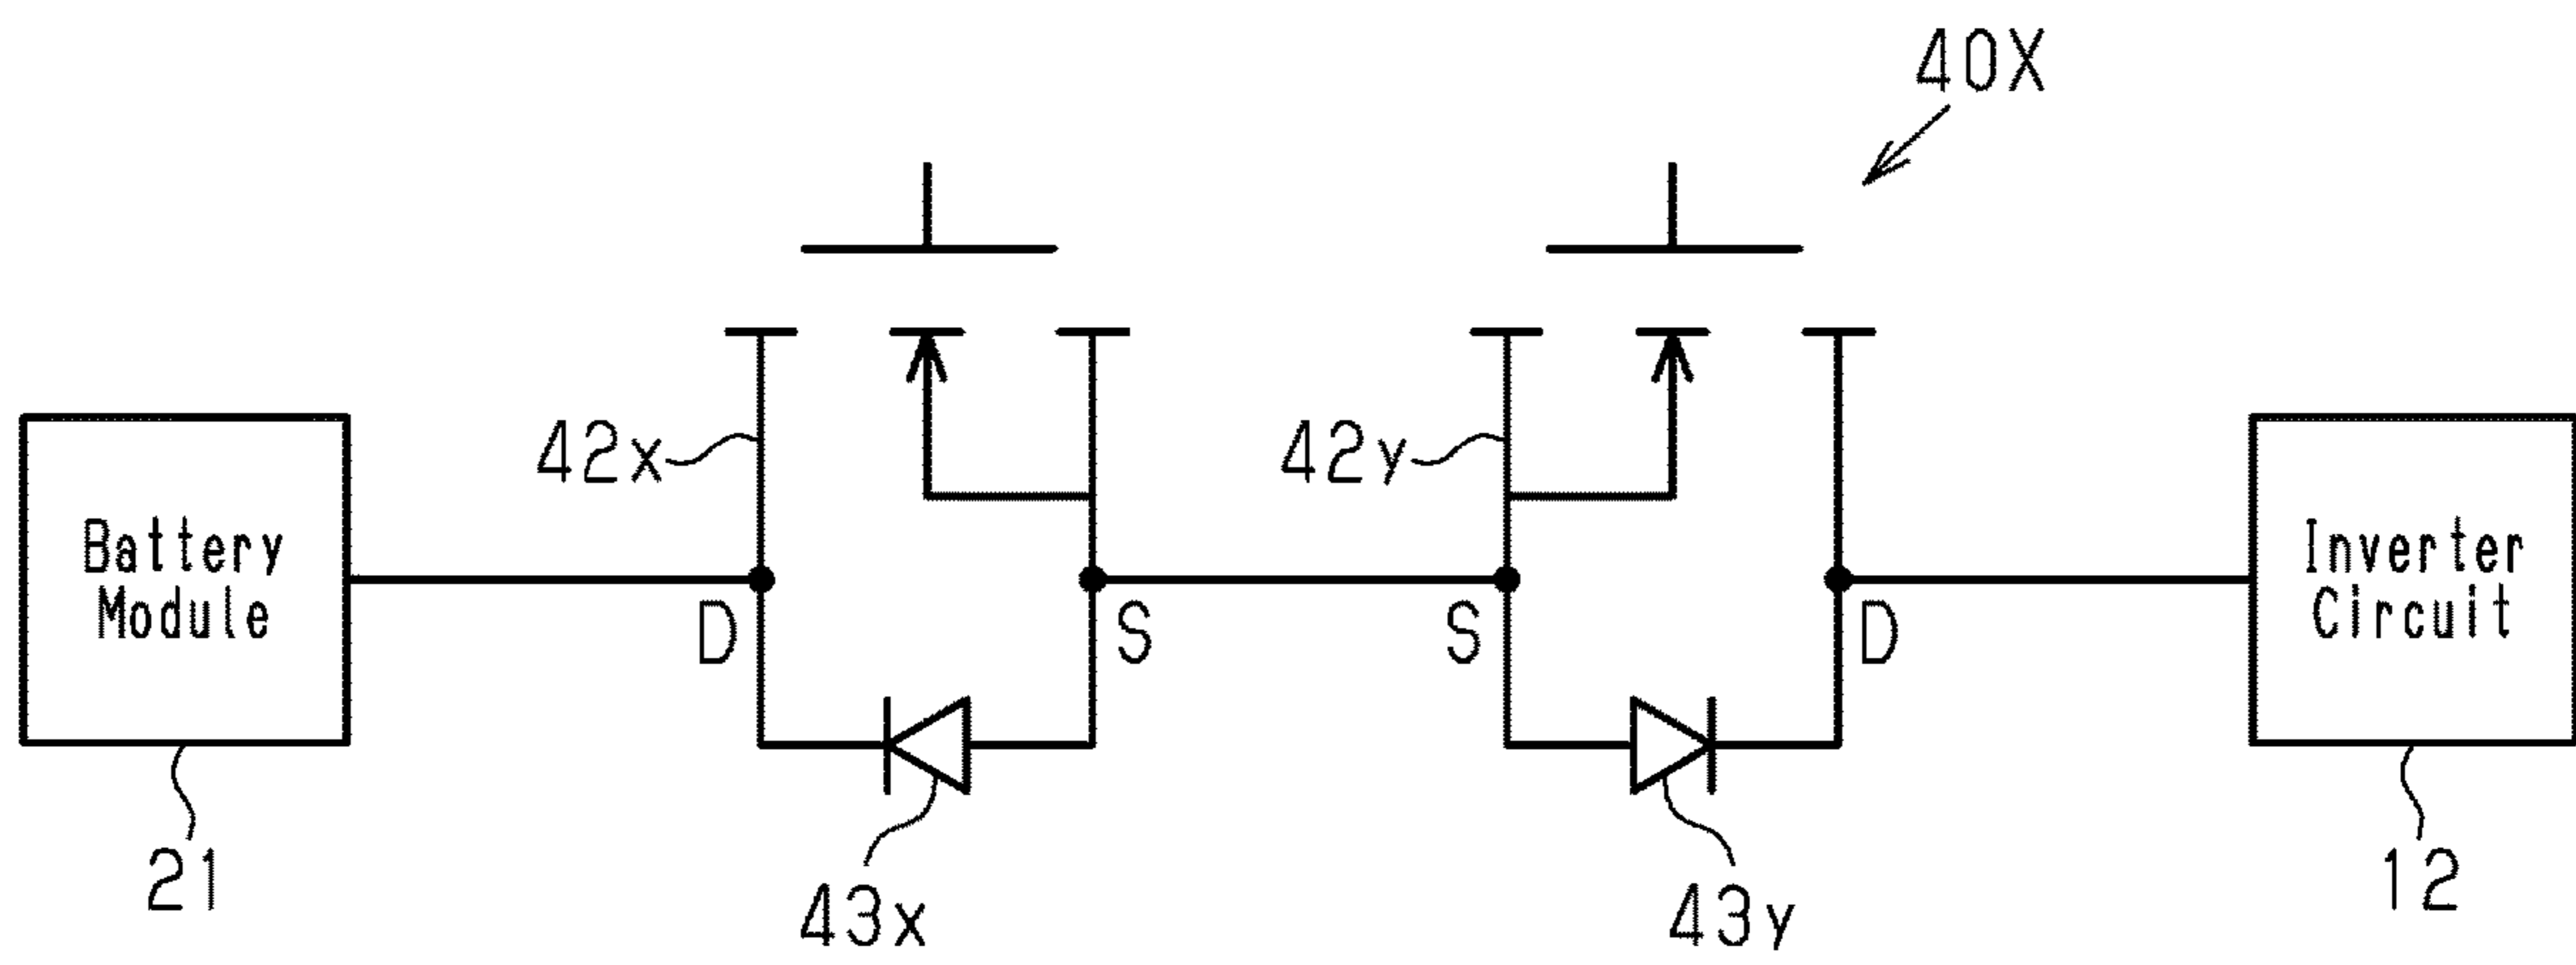 40X
42x
42y
Battery
Module
Inverter
Circuit
D
S
S
D
21
43x
43y
12